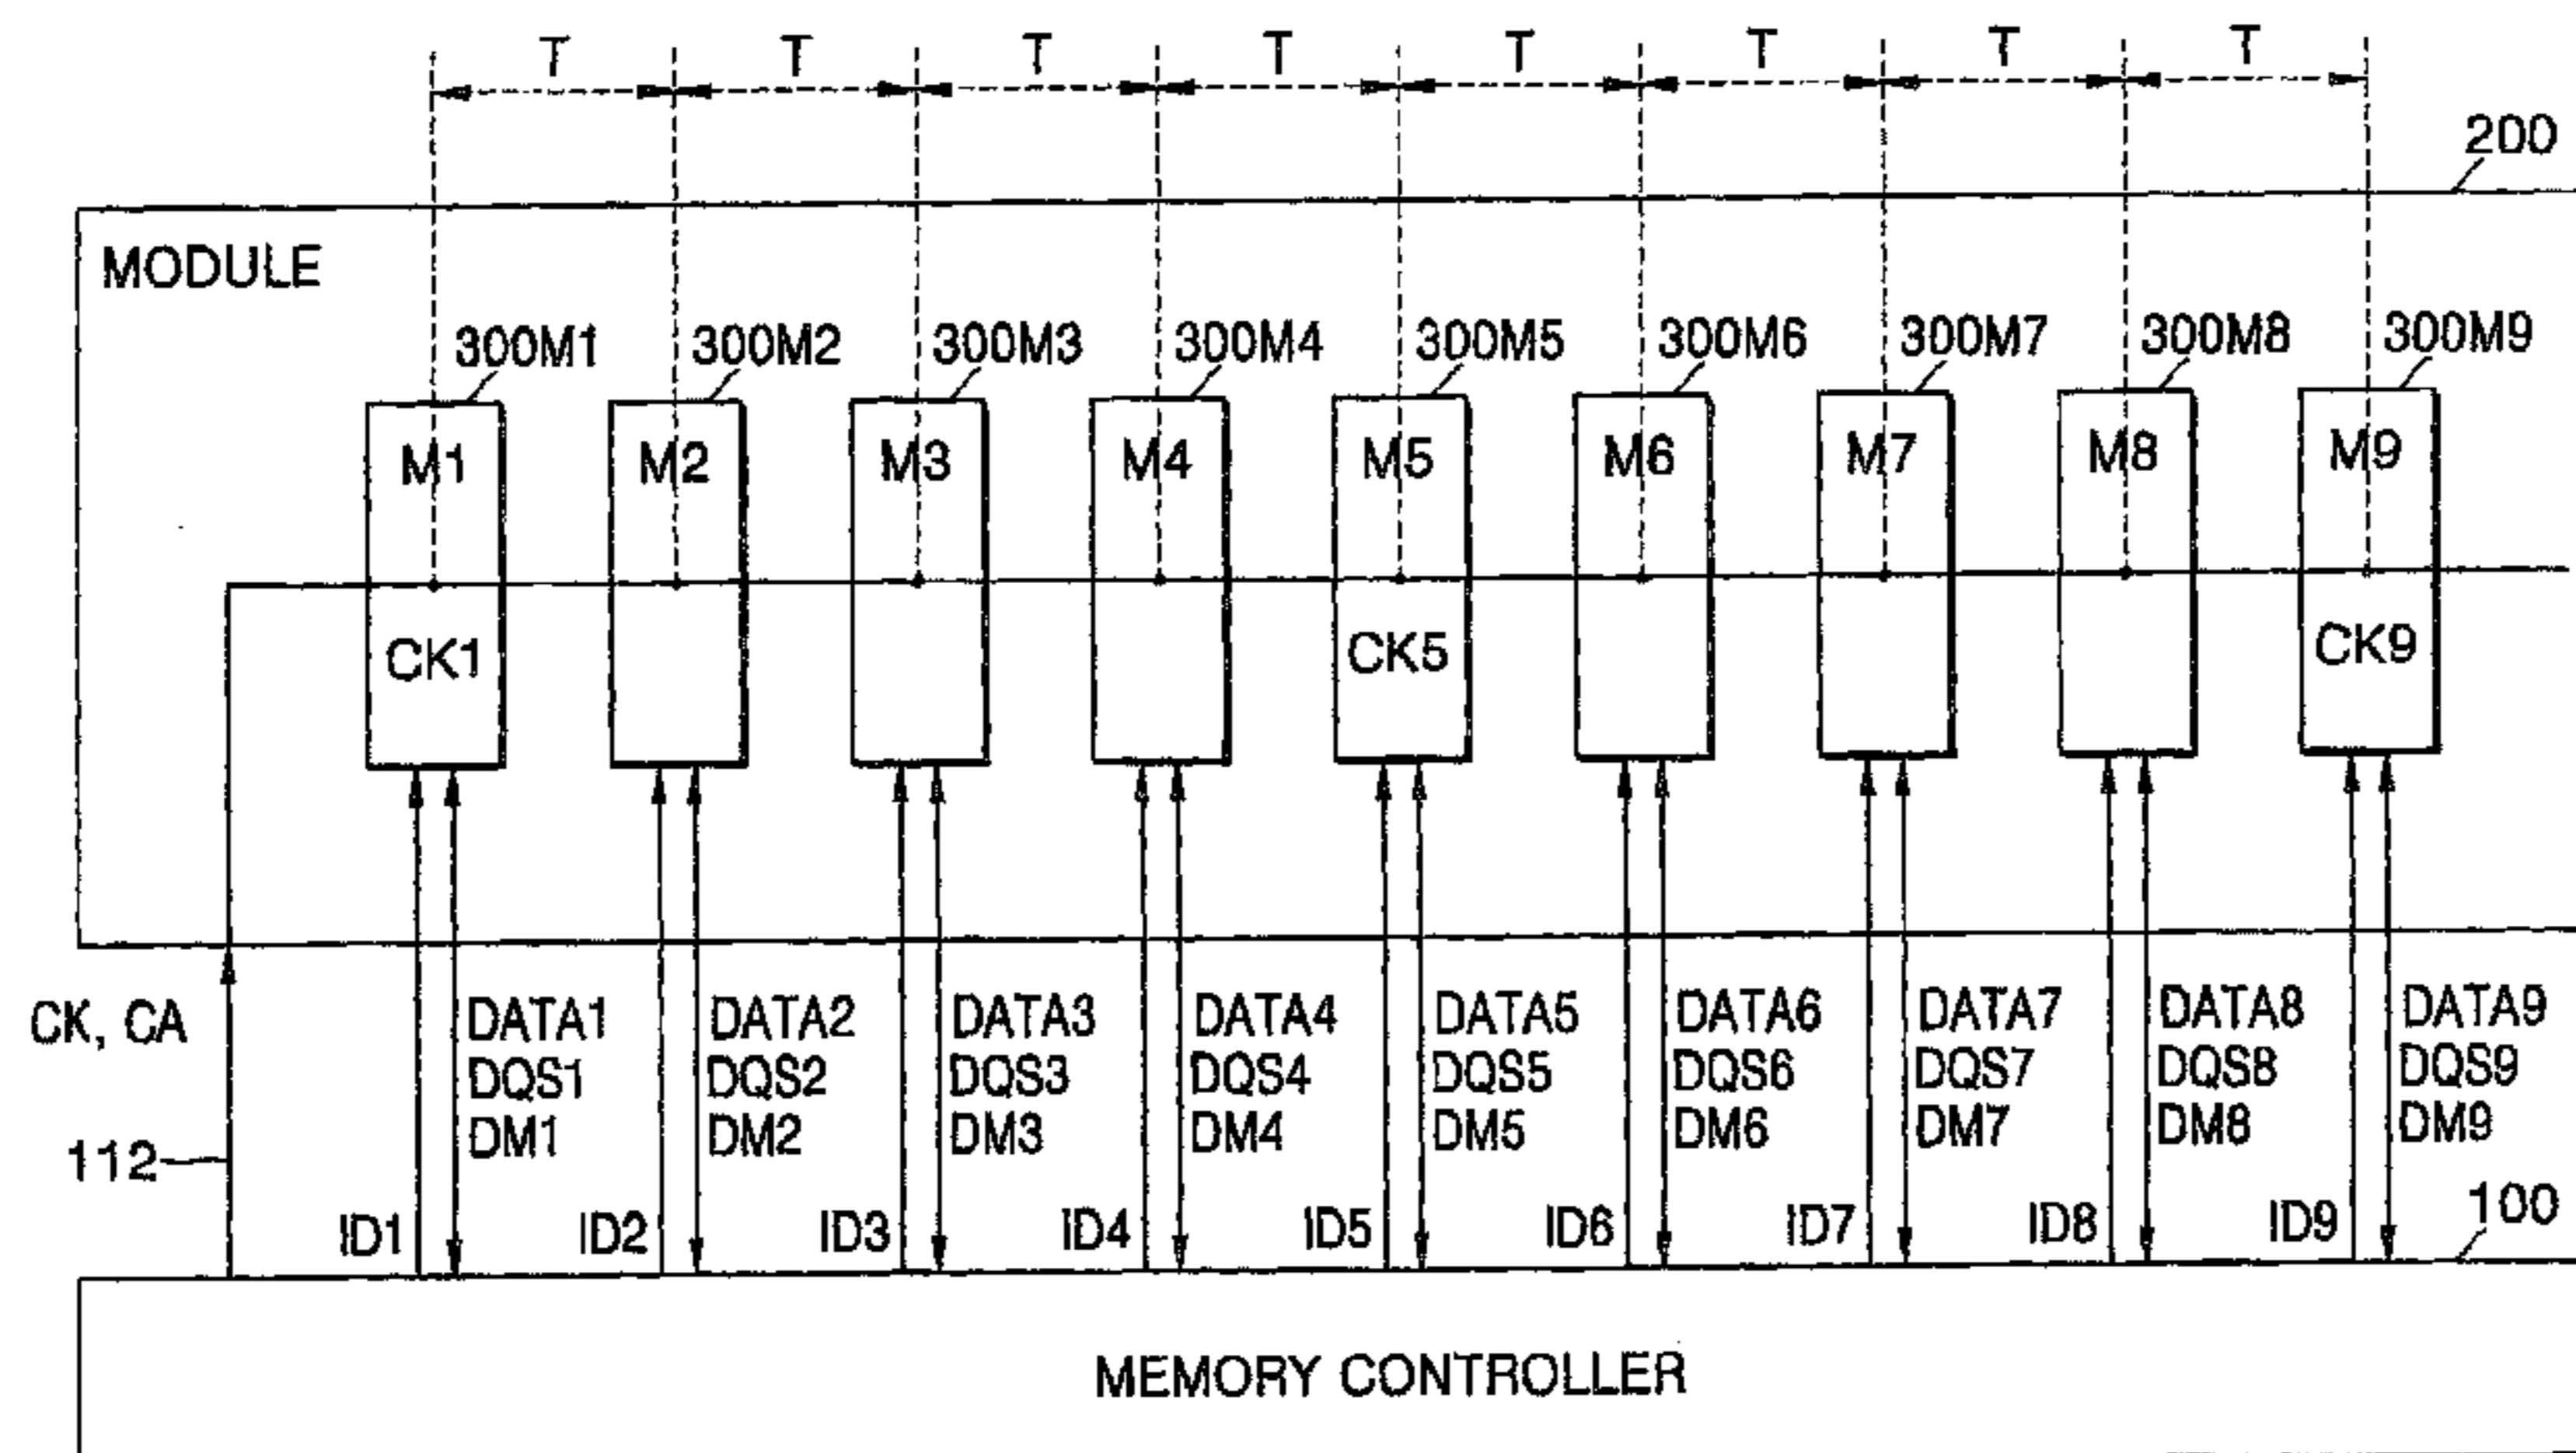 T T T T T T T T
200
MODULE
300M1 300M2 300M3 300M4 300M5 300M6 300M7 300M8 300M9
M1 M2 M3 M4 M5 M6 M7 M8 M9
CK1 CK5 CK9
CK, CA DATA1 DATA2 DATA3 DATA4 DATA5 DATA6 DATA7 DATA8 DATA9
DQS1 DQS2 DQS3 DQS4 DQS5 DQS6 DQS7 DQS8 DQS9
112 DM1 DM2 DM3 DM4 DM5 DM6 DM7 DM8 DM9
ID1 ID2 ID3 ID4 ID5 ID6 ID7 ID8 ID9 100
MEMORY CONTROLLER